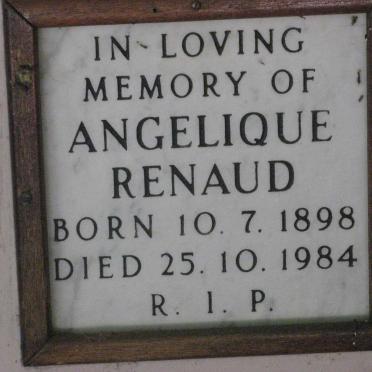 IN LOVING
MEMORY OF
ANGELIQUE
RENAUD
BORN 10. 7. 1898
DIED 25. 10. 1984
R. I. P.